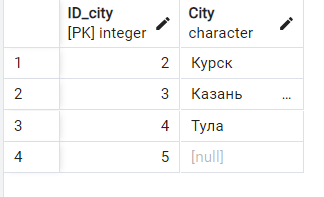 ID_city City
[PK] integer character
1 2 Курск
2 3 Казань ...
3 4 Тула
4 5 [null]